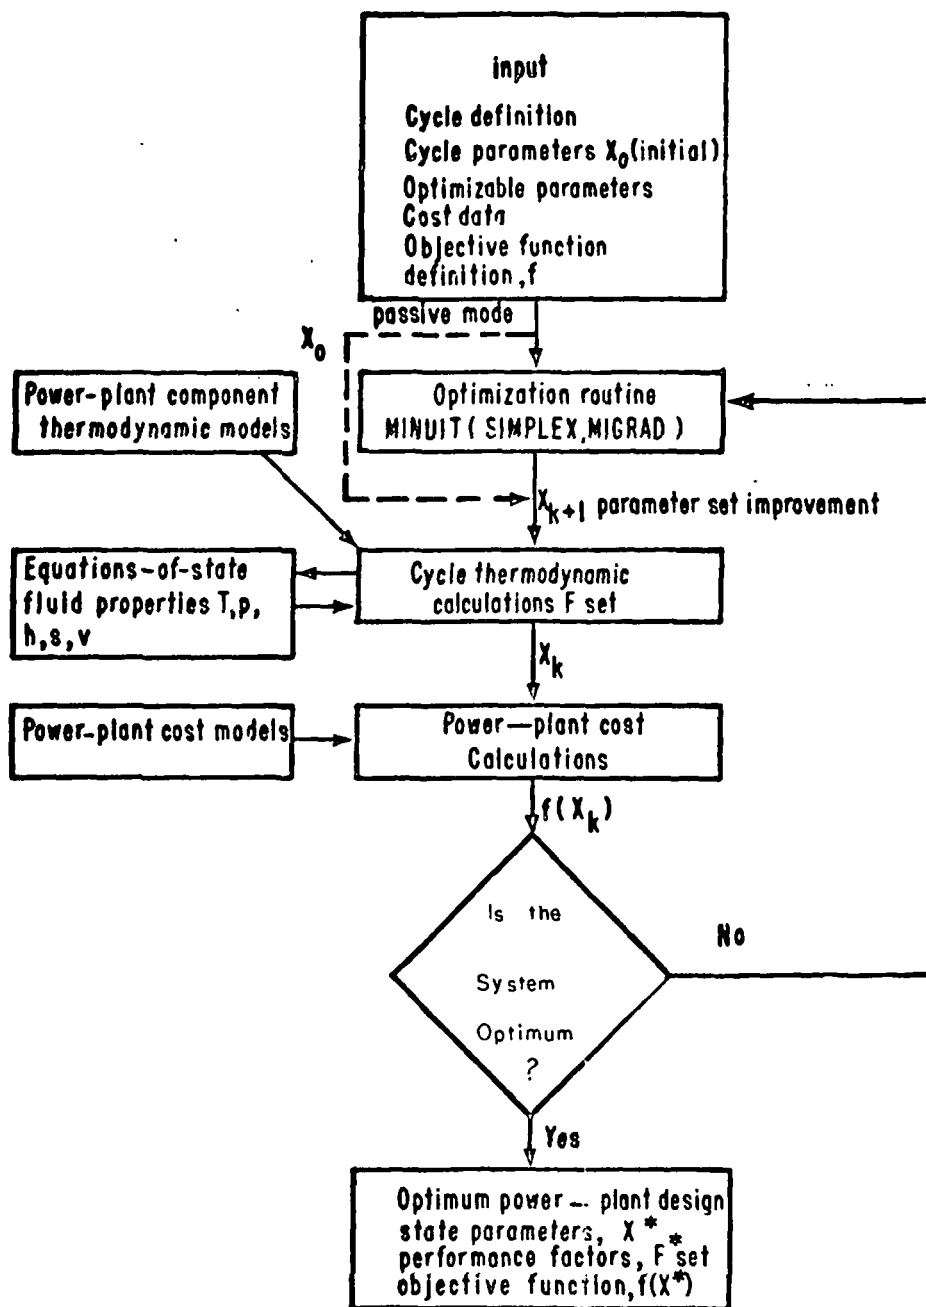 input
Cycle definition
Cycle parameters X₀(initial)
Optimizable parameters
Cost data
Objective function
definition,f
passive mode
X₀
Power-plant component
thermodynamic models
Optimization routine
MINUIT(SIMPLEX,MIGRAD)
Xₖ₊₁ parameter set improvement
Equations-of-state
fluid properties T,p,
h,s,v
Cycle thermodynamic
calculations F set
Xₖ
Power-plant cost models
Power—plant cost
Calculations
f(Xₖ)
Is the
System
Optimum
?
No
Yes
Optimum power — plant design
state parameters, X*
performance factors, F* set
objective function,f(X*)